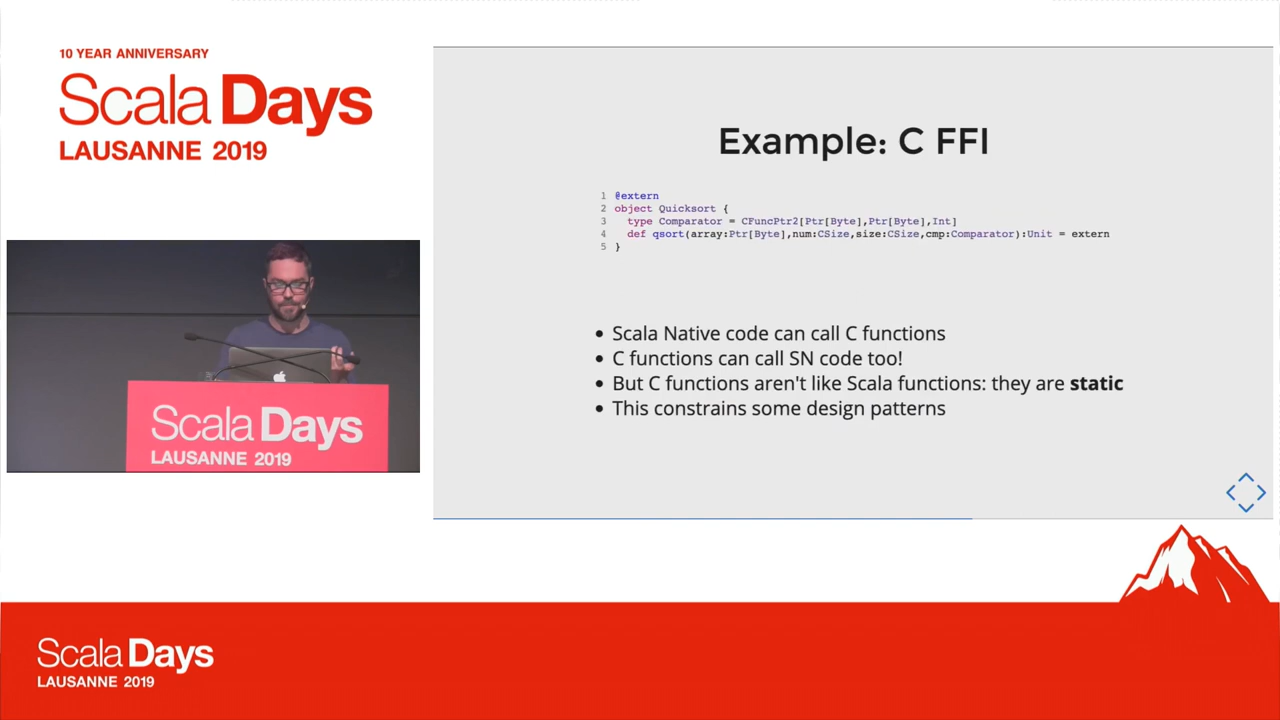 10 YEAR ANNIVERSARY
Scala Days
LAUSANNE 2019
Example: C FFI
1 @extern
2 object Quicksort {
3   type Comparator = CFuncPtr2[Ptr[Byte],Ptr[Byte],Int]
4   def qsort(array:Ptr[Byte],num:CSize,size:CSize,cmp:Comparator):Unit = extern
5 }
• Scala Native code can call C functions
• C functions can call SN code too!
• But C functions aren't like Scala functions: they are static
• This constrains some design patterns
Scala Days
LAUSANNE 2019
Scala Days
LAUSANNE 2019